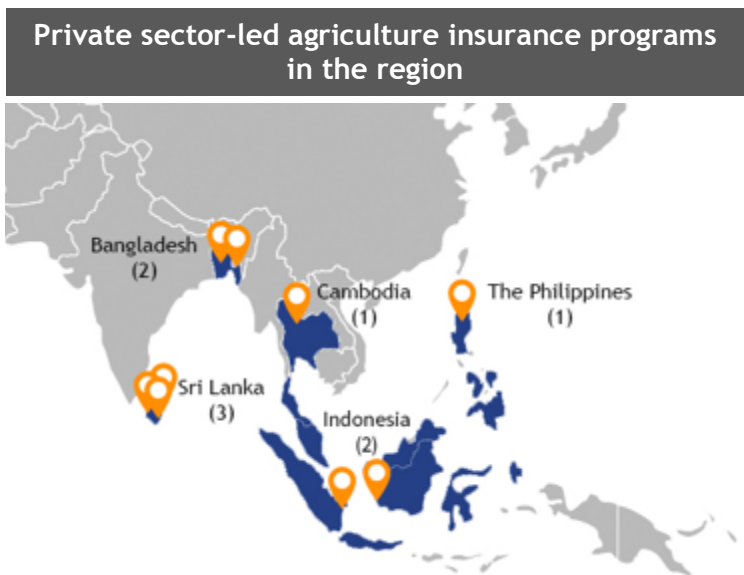 Private sector-led agriculture insurance programs
in the region
Bangladesh
(2)
Cambodia
(1)
The Philippines
(1)
Sri Lanka
(3)
Indonesia
(2)